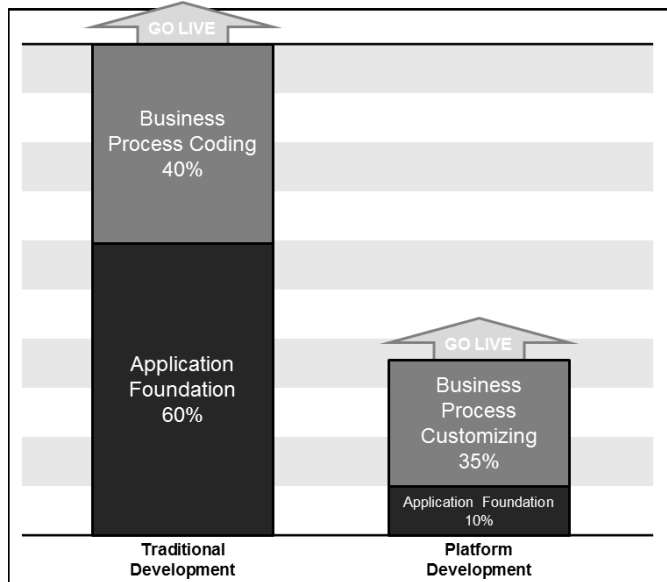 GO LIVE
Business
Process Coding
40%
Application
Foundation
60%
GO LIVE
Business
Process
Customizing
35%
Application Foundation
10%
Traditional
Development
Platform
Development